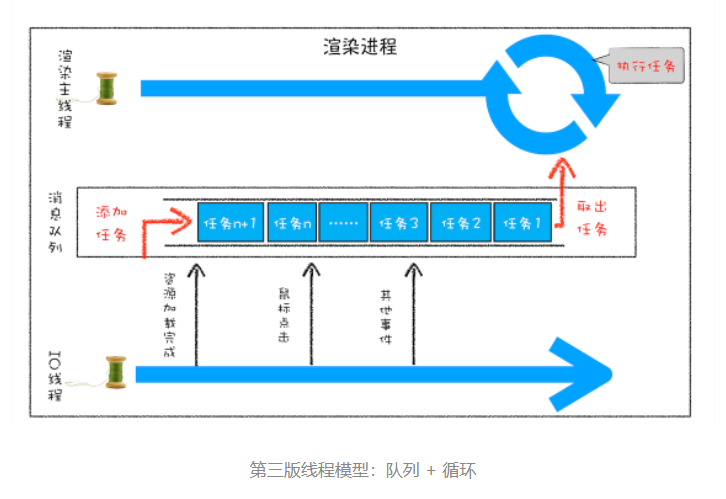 渲染进程
渲染主线程
执行任务
消息队列
添加
任务
任务n+1
任务n
……
任务3
任务2
任务1
取出
任务
资源加载完成
鼠标点击
其他事件
IO线程
第三版线程模型：队列 + 循环